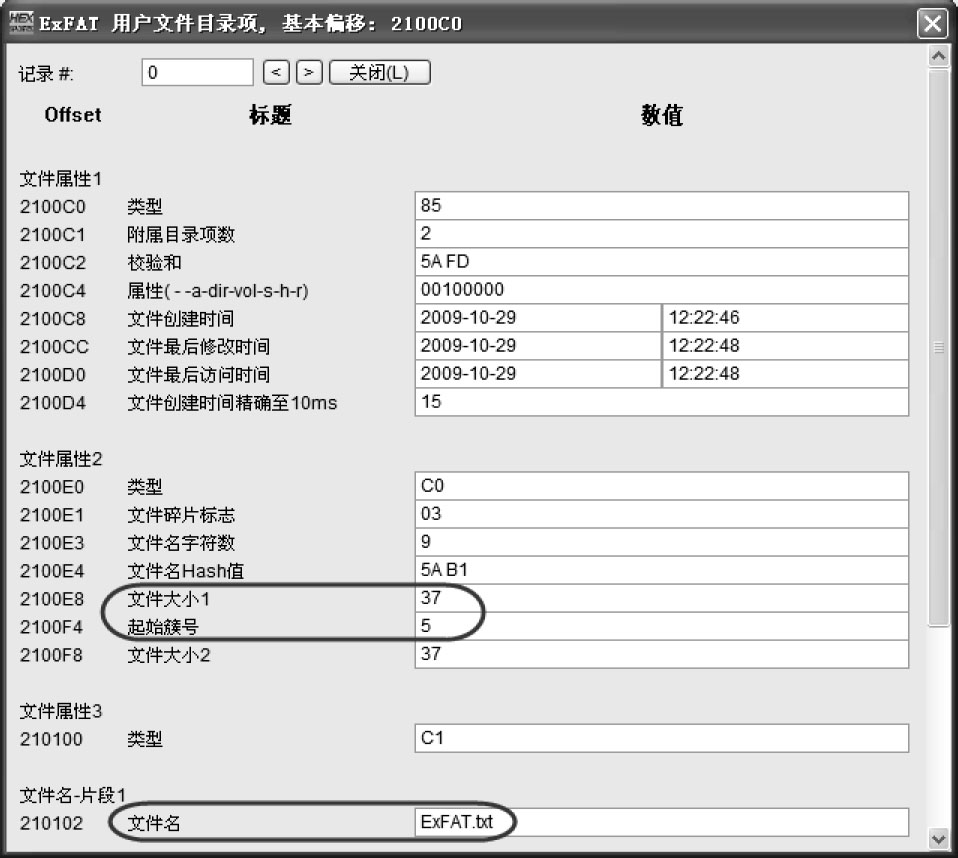 ExFAT 用户文件目录项, 基本偏移: 2100C0
记录 #: 0 < > 关闭(L)
Offset 标题 数值
文件属性1
2100C0 类型 85
2100C1 附属目录项数 2
2100C2 校验和 5A FD
2100C4 属性( - -a-dir-vol-s-h-r) 00100000
2100C8 文件创建时间 2009-10-29 12:22:46
2100CC 文件最后修改时间 2009-10-29 12:22:48
2100D0 文件最后访问时间 2009-10-29 12:22:48
2100D4 文件创建时间精确至10ms 15
文件属性2
2100E0 类型 C0
2100E1 文件碎片标志 03
2100E3 文件名字符数 9
2100E4 文件名Hash值 5A B1
2100E8 文件大小1 37
2100F4 起始簇号 5
2100F8 文件大小2 37
文件属性3
210100 类型 C1
文件名-片段1
210102 文件名 ExFAT.txt